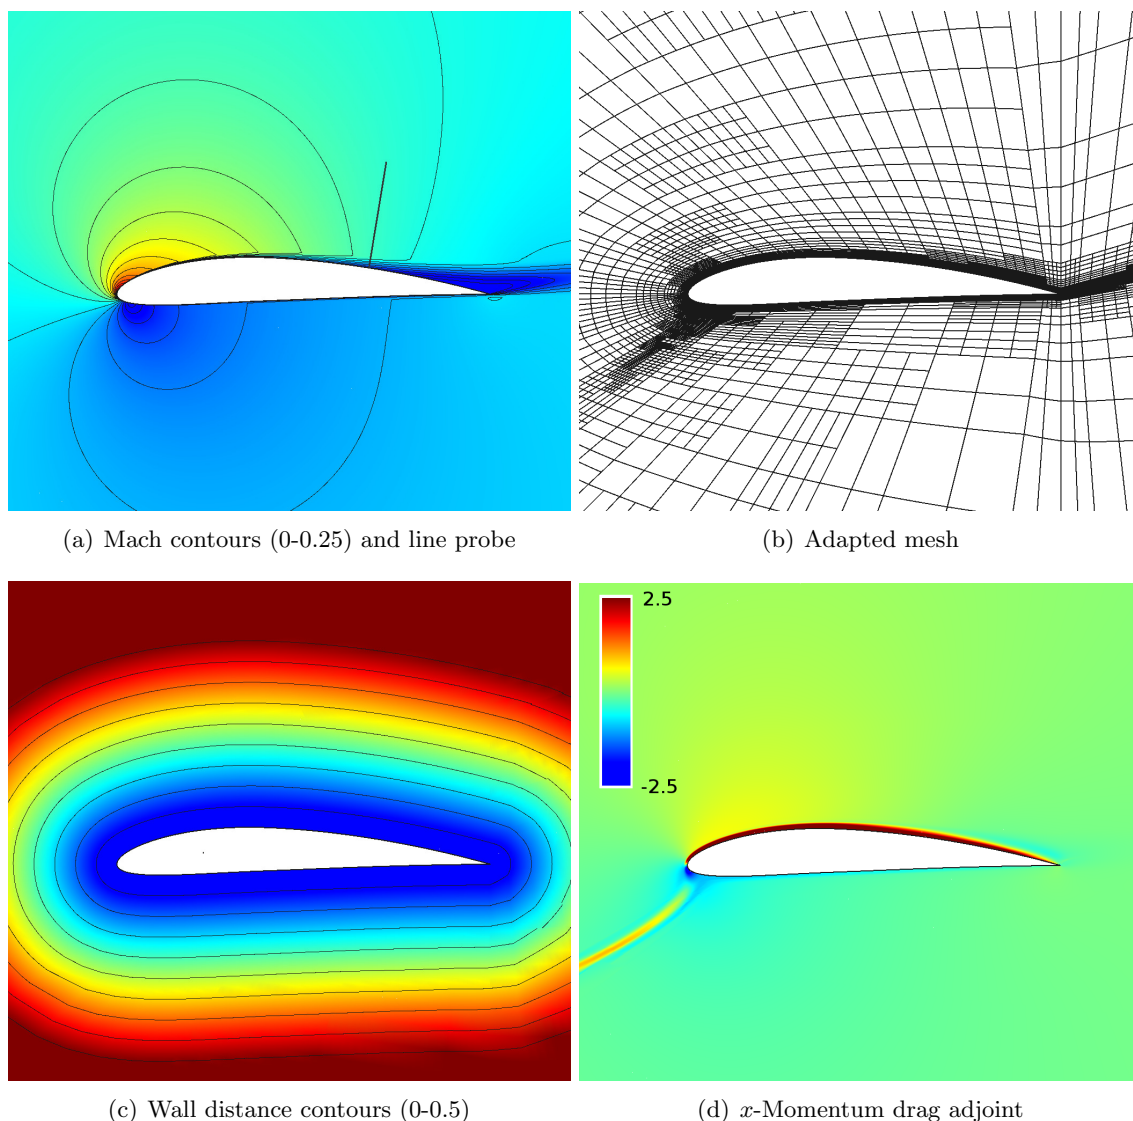 (a) Mach contours (0-0.25) and line probe
(b) Adapted mesh
2.5
-2.5
(c) Wall distance contours (0-0.5)
(d) x-Momentum drag adjoint